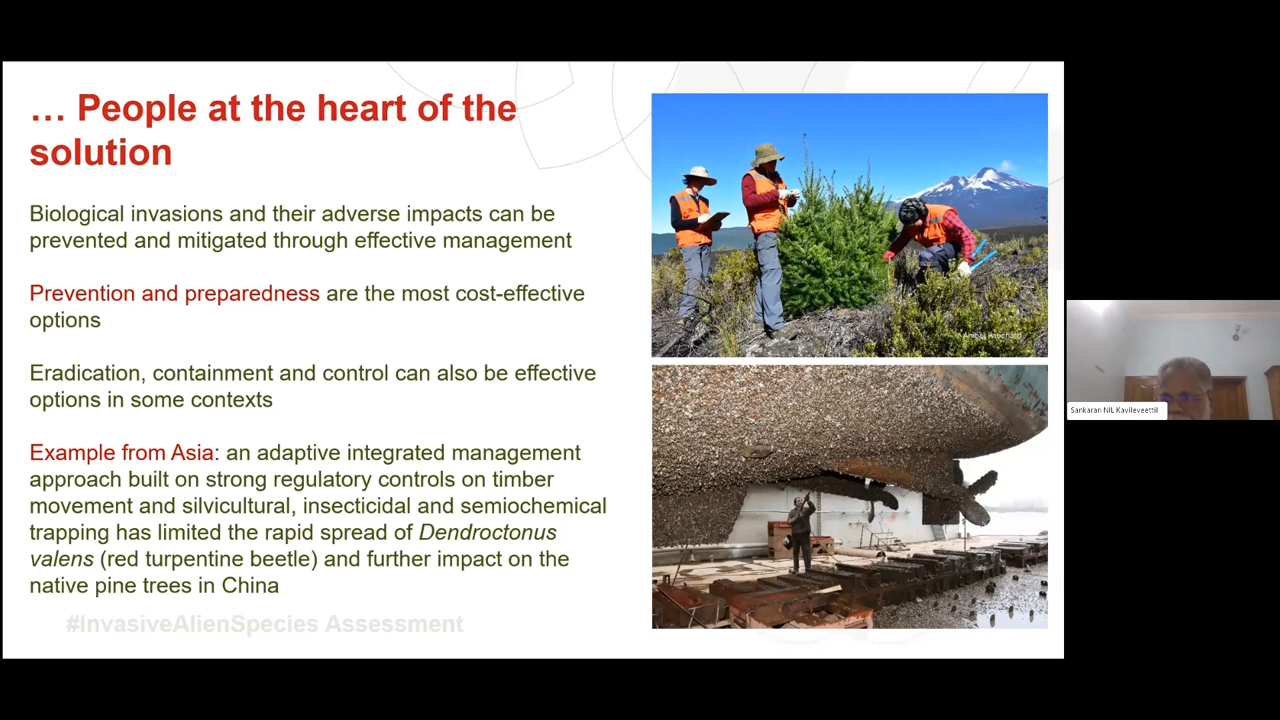 … People at the heart of the
solution
Biological invasions and their adverse impacts can be
prevented and mitigated through effective management
Prevention and preparedness are the most cost-effective
options
Eradication, containment and control can also be effective
options in some contexts
Example from Asia: an adaptive integrated management
approach built on strong regulatory controls on timber
movement and silvicultural, insecticidal and semiochemical
trapping has limited the rapid spread of Dendroctonus
valens (red turpentine beetle) and further impact on the
native pine trees in China
#InvasiveAlienSpecies Assessment
Sankaran NIL Kavileveettil